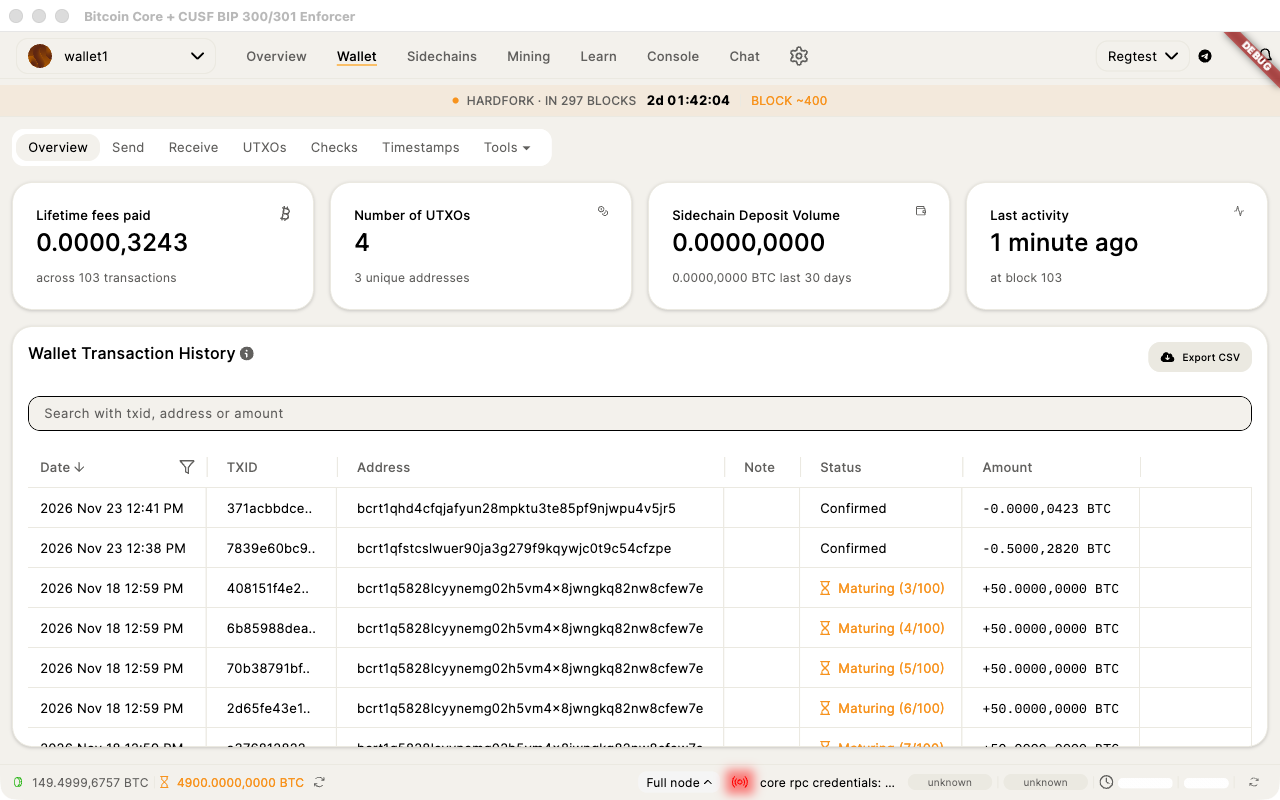 Bitcoin Core + CUSF BIP 300/301 Enforcer
wallet1 Overview Wallet Sidechains Mining Learn Console Chat Regtest DEBUG
HARDFORK · IN 297 BLOCKS 2d 01:42:04 BLOCK ~400
Overview Send Receive UTXOs Checks Timestamps Tools
Lifetime fees paid
0.0000,3243
across 103 transactions
Number of UTXOs
4
3 unique addresses
Sidechain Deposit Volume
0.0000,0000
0.0000,0000 BTC last 30 days
Last activity
1 minute ago
at block 103
Wallet Transaction History
Export CSV
Search with txid, address or amount
Date TXID Address Note Status Amount
2026 Nov 23 12:41 PM 371acbbdce.. bcrt1qhd4cfqjafyun28mpktu3te85pf9njwpu4v5jr5 Confirmed -0.0000,0423 BTC
2026 Nov 23 12:38 PM 7839e60bc9.. bcrt1qfstcslwuer90ja3g279f9kqywjc0t9c54cfzpe Confirmed -0.5000,2820 BTC
2026 Nov 18 12:59 PM 408151f4e2.. bcrt1q5828lcyynemg02h5vm4×8jwngkq82nw8cfew7e Maturing (3/100) +50.0000,0000 BTC
2026 Nov 18 12:59 PM 6b85988dea.. bcrt1q5828lcyynemg02h5vm4×8jwngkq82nw8cfew7e Maturing (4/100) +50.0000,0000 BTC
2026 Nov 18 12:59 PM 70b38791bf.. bcrt1q5828lcyynemg02h5vm4×8jwngkq82nw8cfew7e Maturing (5/100) +50.0000,0000 BTC
2026 Nov 18 12:59 PM 2d65fe43e1.. bcrt1q5828lcyynemg02h5vm4×8jwngkq82nw8cfew7e Maturing (6/100) +50.0000,0000 BTC
149.4999,6757 BTC 4900.0000,0000 BTC Full node core rpc credentials: ... unknown unknown